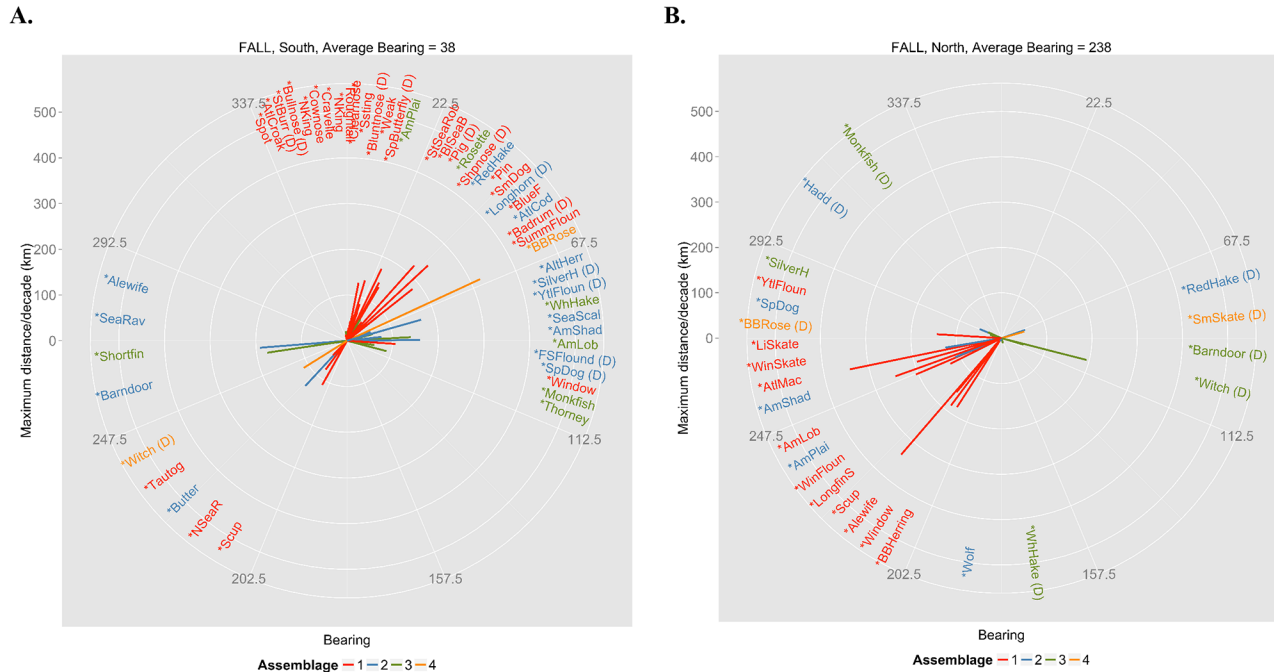 A.
FALL, South, Average Bearing = 38
Maximum distance/decade (km)
500
400
300
200
100
0
337.5
22.5
292.5
67.5
247.5
112.5
202.5
157.5
*Spot
*AtlCroak
*StBurr (D)
*Bullnose (D)
*NKing
*Cownose
*Cravelle
*NKing
*Clearnose
*Ssting
*Bluntnose (D)
*Weak
*SpButterfly (D)
*AmPlai
*StSeaRob
*BlSeaB
*Pig (D)
*Rosette
*Shpnose (D)
*RedHake
*Pin
*SmDog
*Longhorn (D)
*BlueF
*AtlCod
*Badrum (D)
*SummFloun
*BBRose
*AltHerr
*SilverH (D)
*YtlFloun (D)
*WhHake
*SeaScal
*AmShad
*AmLob
*FSFlound (D)
*SpDog (D)
*Window
*Monkfish
*Thorney
*Alewife
*SeaRav
*Shortfin
*Barndoor
*Witch (D)
*Tautog
*Butter
*NSeaR
*Scup
Bearing
Assemblage 1 2 3 4
B.
FALL, North, Average Bearing = 238
Maximum distance/decade (km)
500
400
300
200
100
0
337.5
22.5
292.5
67.5
247.5
112.5
202.5
157.5
*Monkfish (D)
*Hadd (D)
*SilverH
*YtlFloun
*SpDog
*BBRose (D)
*LiSkate
*WinSkate
*AtlMac
*AmShad
*AmLob
*AmPlai
*WinFloun
*LongfinS
*Scup
*Alewife
*Window
*BBHerring
*Wolf
*WhHake (D)
*RedHake (D)
*SmSkate (D)
*Barndoor (D)
*Witch (D)
Bearing
Assemblage 1 2 3 4